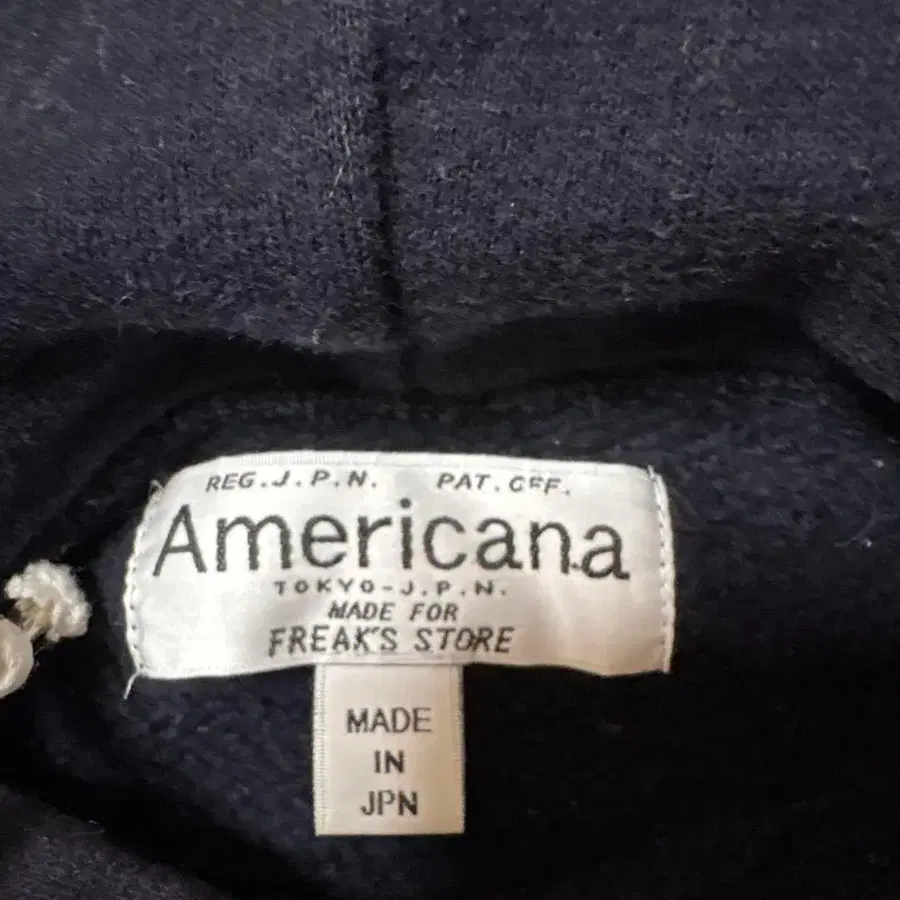 REG.J.P.N. PAT.OFF.
Americana
TOKYO-J.P.N.
MADE FOR
FREAK'S STORE
MADE
IN
JPN